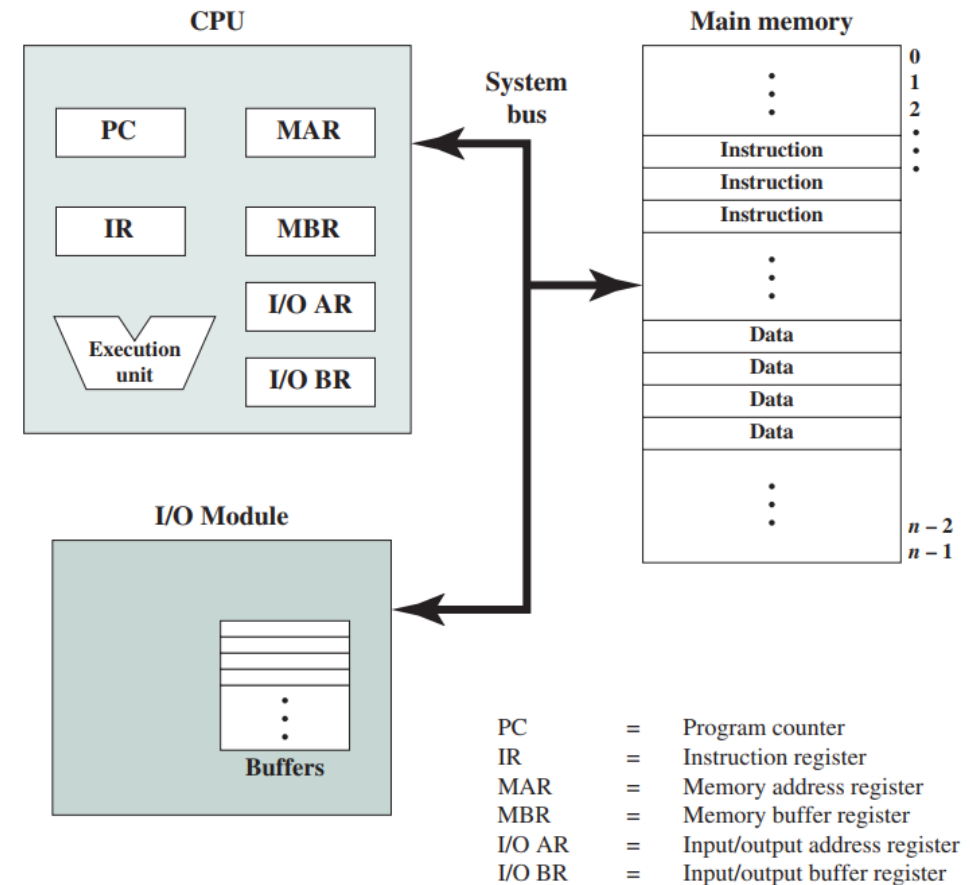 CPU
PC
MAR
IR
MBR
I/O AR
I/O BR
Execution
unit
System
bus
Main memory
0
1
2
Instruction
Instruction
Instruction
Data
Data
Data
Data
n – 2
n – 1
I/O Module
Buffers
PC = Program counter
IR = Instruction register
MAR = Memory address register
MBR = Memory buffer register
I/O AR = Input/output address register
I/O BR = Input/output buffer register